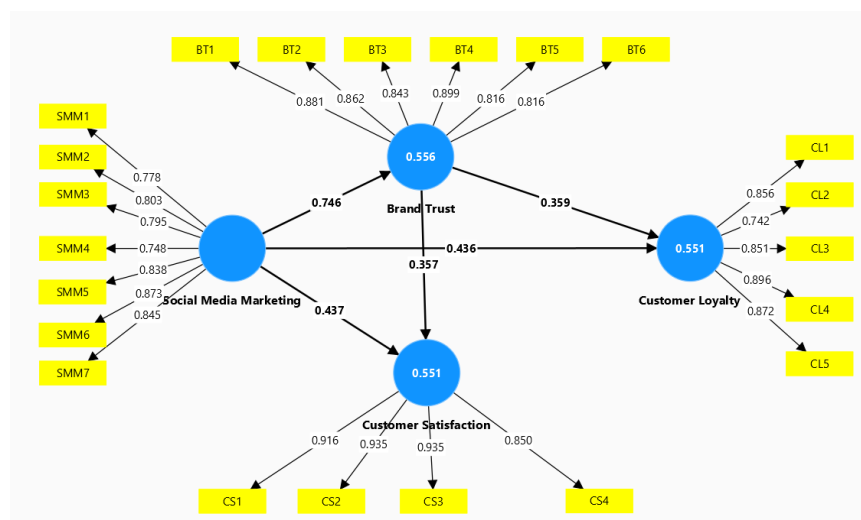 BT1 BT2 BT3 BT4 BT5 BT6
0.881 0.862 0.843 0.899 0.816 0.816
SMM1
SMM2
SMM3
SMM4
SMM5
SMM6
SMM7
0.778
0.803
0.795
0.748
0.838
0.873
0.845
Social Media Marketing
0.746
0.436
0.437
0.556
Brand Trust
0.359
0.357
0.551
Customer Loyalty
0.856
0.742
0.851
0.896
0.872
CL1
CL2
CL3
CL4
CL5
0.551
Customer Satisfaction
0.916 0.935 0.935 0.850
CS1 CS2 CS3 CS4